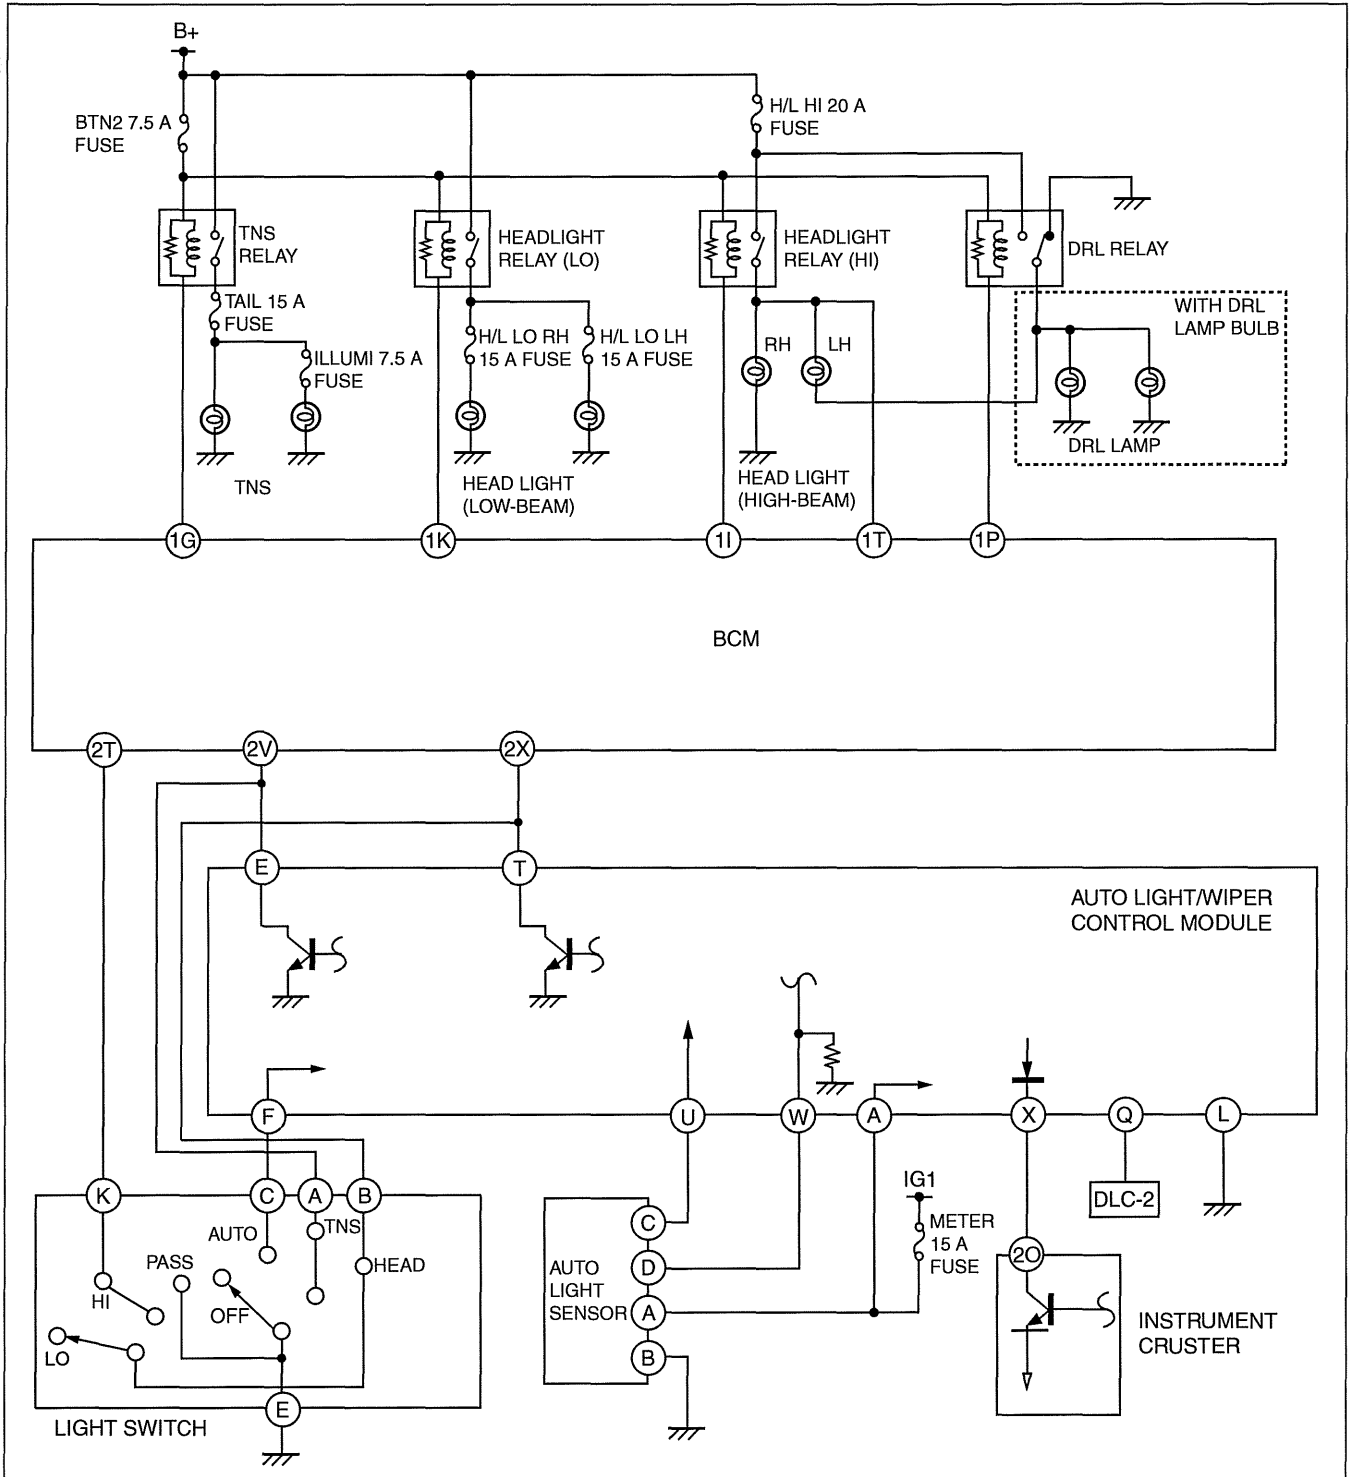 B+
BTN2 7.5 A
FUSE
H/L HI 20 A
FUSE
TNS
RELAY
HEADLIGHT
RELAY (LO)
HEADLIGHT
RELAY (HI)
DRL RELAY
TAIL 15 A
FUSE
ILLUMI 7.5 A
FUSE
H/L LO RH
15 A FUSE
H/L LO LH
15 A FUSE
RH
LH
WITH DRL
LAMP BULB
DRL LAMP
TNS
HEAD LIGHT
(LOW-BEAM)
HEAD LIGHT
(HIGH-BEAM)
1G
1K
1I
1T
1P
BCM
2T
2V
2X
E
T
AUTO LIGHT/WIPER
CONTROL MODULE
F
U
W
A
X
Q
L
K
C
A
B
AUTO
TNS
PASS
HEAD
HI
OFF
LO
E
LIGHT SWITCH
AUTO
LIGHT
SENSOR
C
D
A
B
IG1
METER
15 A
FUSE
DLC-2
2O
INSTRUMENT
CRUSTER